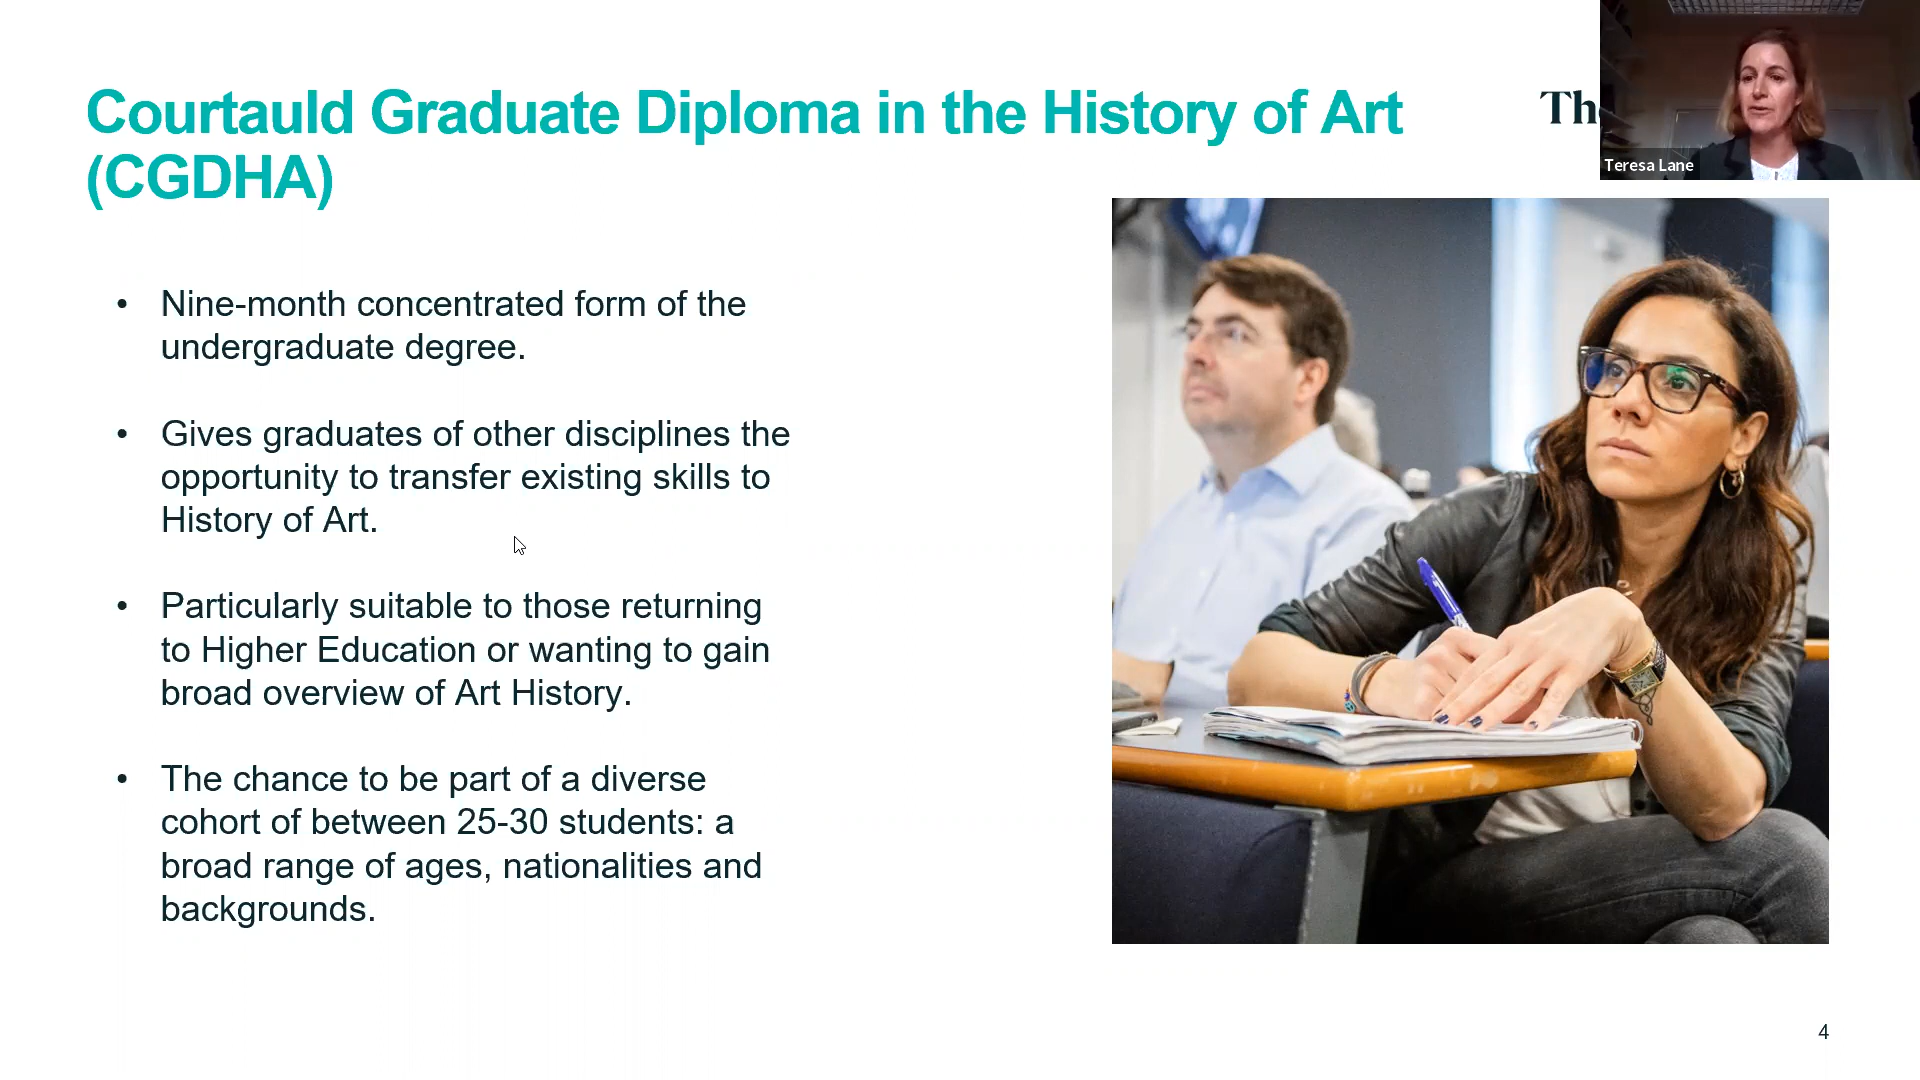 Courtauld Graduate Diploma in the History of Art
(CGDHA)
Teresa Lane
• Nine-month concentrated form of the
undergraduate degree.
• Gives graduates of other disciplines the
opportunity to transfer existing skills to
History of Art.
• Particularly suitable to those returning
to Higher Education or wanting to gain
broad overview of Art History.
• The chance to be part of a diverse
cohort of between 25-30 students: a
broad range of ages, nationalities and
backgrounds.
4